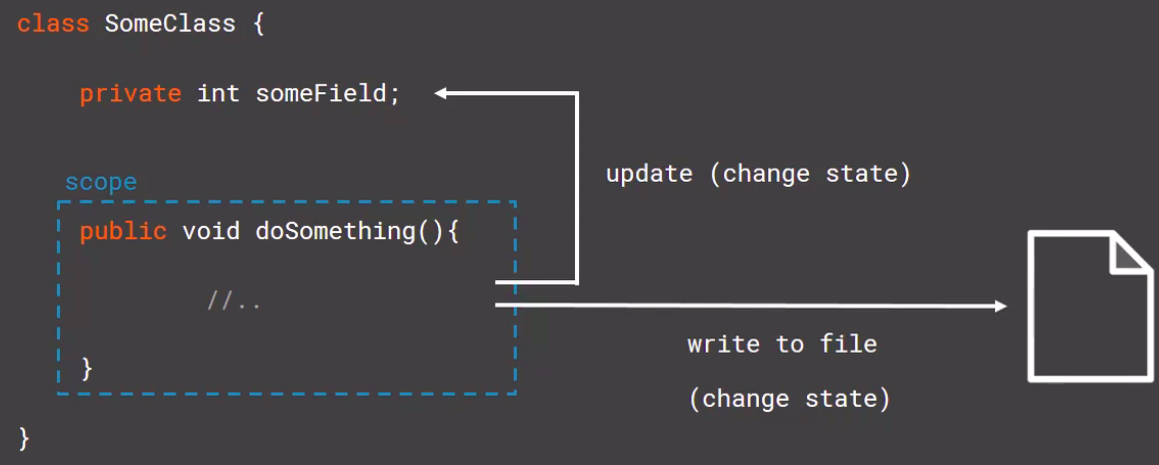 class SomeClass {
private int someField;
update (change state)
scope
public void doSomething(){
//..
write to file
(change state)
}
}